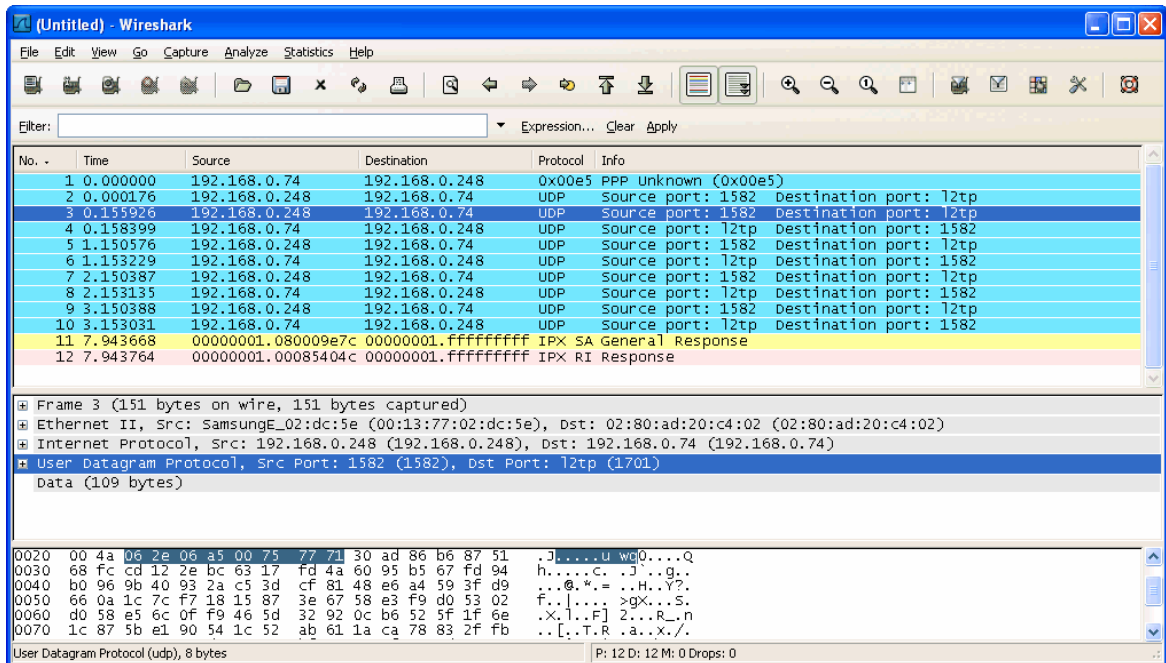 (Untitled) - Wireshark
File Edit View Go Capture Analyze Statistics Help
Filter: Expression... Clear Apply
No. - Time Source Destination Protocol Info
1 0.000000 192.168.0.74 192.168.0.248 0x00e5 PPP Unknown (0x00e5)
2 0.000176 192.168.0.248 192.168.0.74 UDP Source port: 1582 Destination port: l2tp
3 0.155926 192.168.0.248 192.168.0.74 UDP Source port: 1582 Destination port: l2tp
4 0.158399 192.168.0.74 192.168.0.248 UDP Source port: l2tp Destination port: 1582
5 1.150576 192.168.0.248 192.168.0.74 UDP Source port: 1582 Destination port: l2tp
6 1.153229 192.168.0.74 192.168.0.248 UDP Source port: l2tp Destination port: 1582
7 2.150387 192.168.0.248 192.168.0.74 UDP Source port: 1582 Destination port: l2tp
8 2.153135 192.168.0.74 192.168.0.248 UDP Source port: l2tp Destination port: 1582
9 3.150388 192.168.0.248 192.168.0.74 UDP Source port: 1582 Destination port: l2tp
10 3.153031 192.168.0.74 192.168.0.248 UDP Source port: l2tp Destination port: 1582
11 7.943668 00000001.080009e7c 00000001.fffffffff IPX SA General Response
12 7.943764 00000001.00085404c 00000001.fffffffff IPX RI Response
Frame 3 (151 bytes on wire, 151 bytes captured)
Ethernet II, Src: SamsungE_02:dc:5e (00:13:77:02:dc:5e), Dst: 02:80:ad:20:c4:02 (02:80:ad:20:c4:02)
Internet Protocol, Src: 192.168.0.248 (192.168.0.248), Dst: 192.168.0.74 (192.168.0.74)
User Datagram Protocol, Src Port: 1582 (1582), Dst Port: l2tp (1701)
Data (109 bytes)
0020 00 4a 06 2e 06 a5 00 75 77 71 30 ad 86 b6 87 51 .J.....u wq0....Q
0030 68 fc cd 12 2e bc 63 17 fd 4a 60 95 b5 67 fd 94 h.....c. .J`..g..
0040 b0 96 9b 40 93 2a c5 3d cf 81 48 e6 a4 59 3f d9 ...@.*.= ..H..Y?.
0050 66 0a 1c 7c f7 18 15 87 3e 67 58 e3 f9 d0 53 02 f..|.... >gX...S.
0060 d0 58 e5 6c 0f f9 46 5d 32 92 0c b6 52 5f 1f 6e .X.l..F] 2...R_.n
0070 1c 87 5b e1 90 54 1c 52 ab 61 1a ca 78 83 2f fb ..[..T.R .a..x./.
User Datagram Protocol (udp), 8 bytes P: 12 D: 12 M: 0 Drops: 0